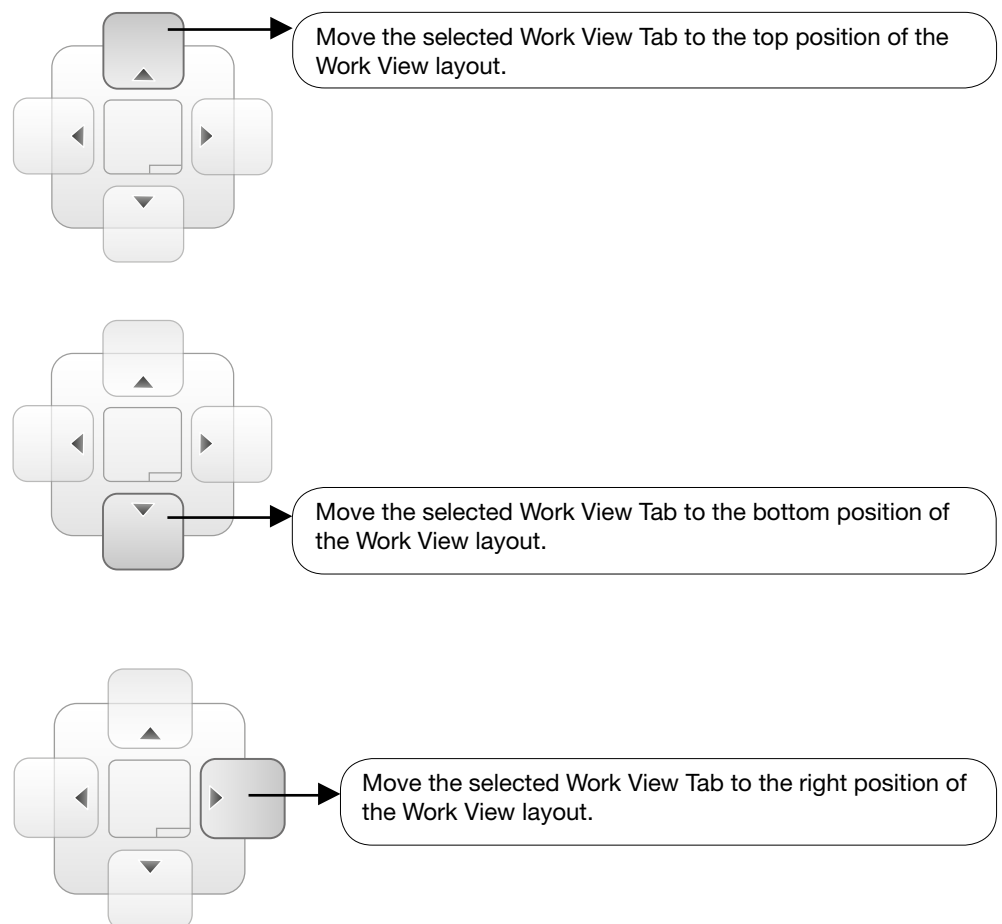 Move the selected Work View Tab to the top position of the
Work View layout.
Move the selected Work View Tab to the bottom position of
the Work View layout.
Move the selected Work View Tab to the right position of
the Work View layout.